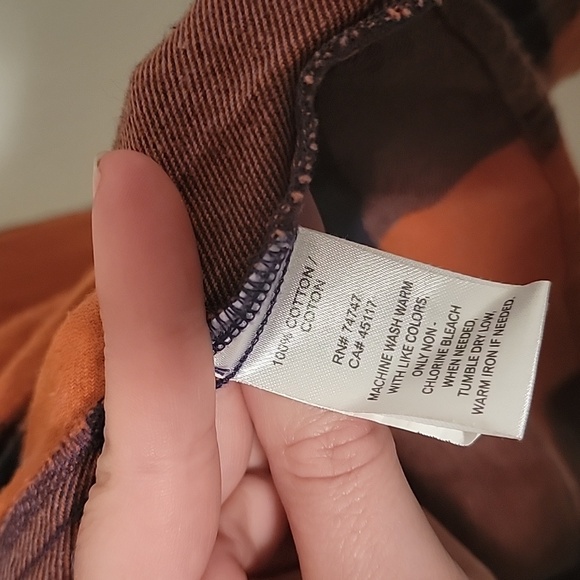 100% COTTON /
COTON
RN# 74747
CA# 45117
MACHINE WASH WARM
WITH LIKE COLORS,
ONLY NON -
CHLORINE BLEACH
WHEN NEEDED,
TUMBLE DRY LOW,
WARM IRON IF NEEDED.